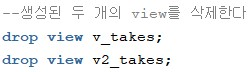 --생성된 두 개의 view를 삭제한다
drop view v_takes;
drop view v2_takes;